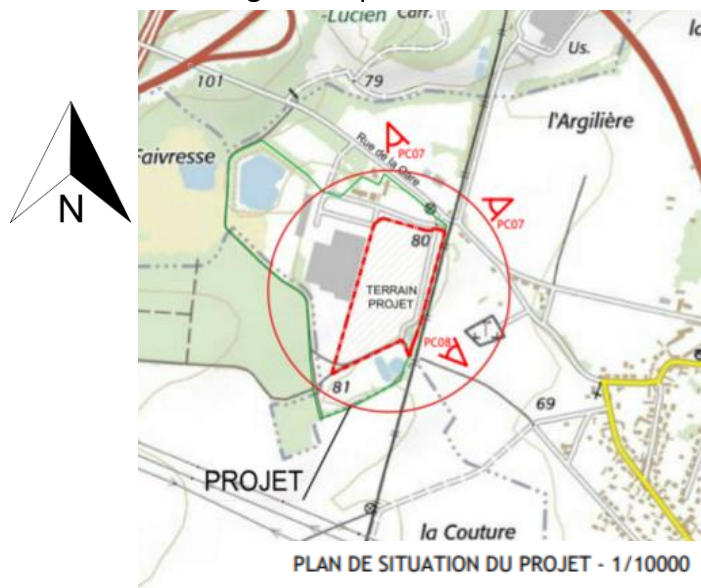 -Lucien
Carr.
Us.
101
79
l'Argilière
PC07
Rue de la Gare
Faivresse
N
PC07
80
TERRAIN
PROJET
PC08
81
69
PROJET
la Couture
PLAN DE SITUATION DU PROJET - 1/10000